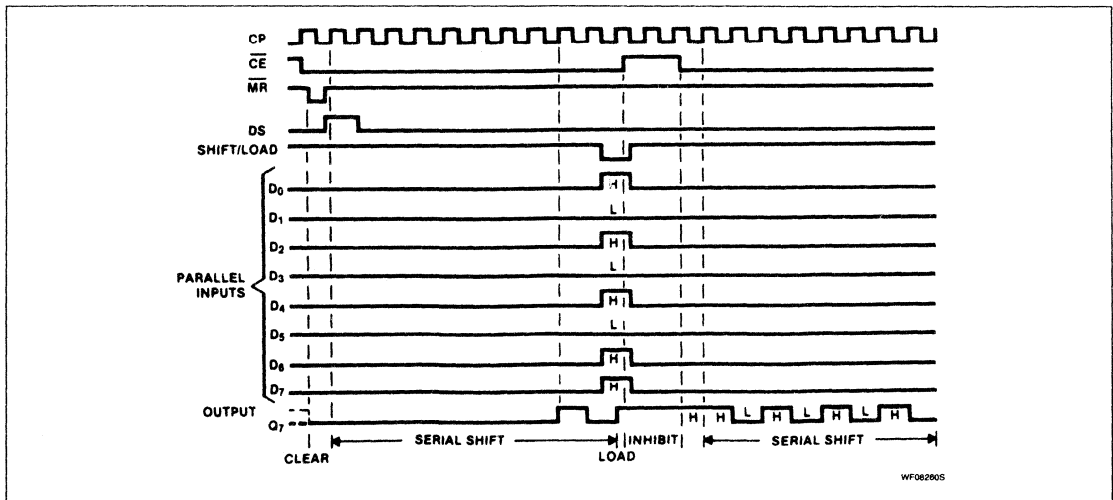 CP
CE
MR
DS
SHIFT/LOAD
D0 H
D1 L
D2 H
D3 L
PARALLEL
INPUTS
D4 H
D5 L
D6 H
D7 H
OUTPUT
Q7 H H L H L H L H
SERIAL SHIFT INHIBIT SERIAL SHIFT
CLEAR LOAD
WF08260S